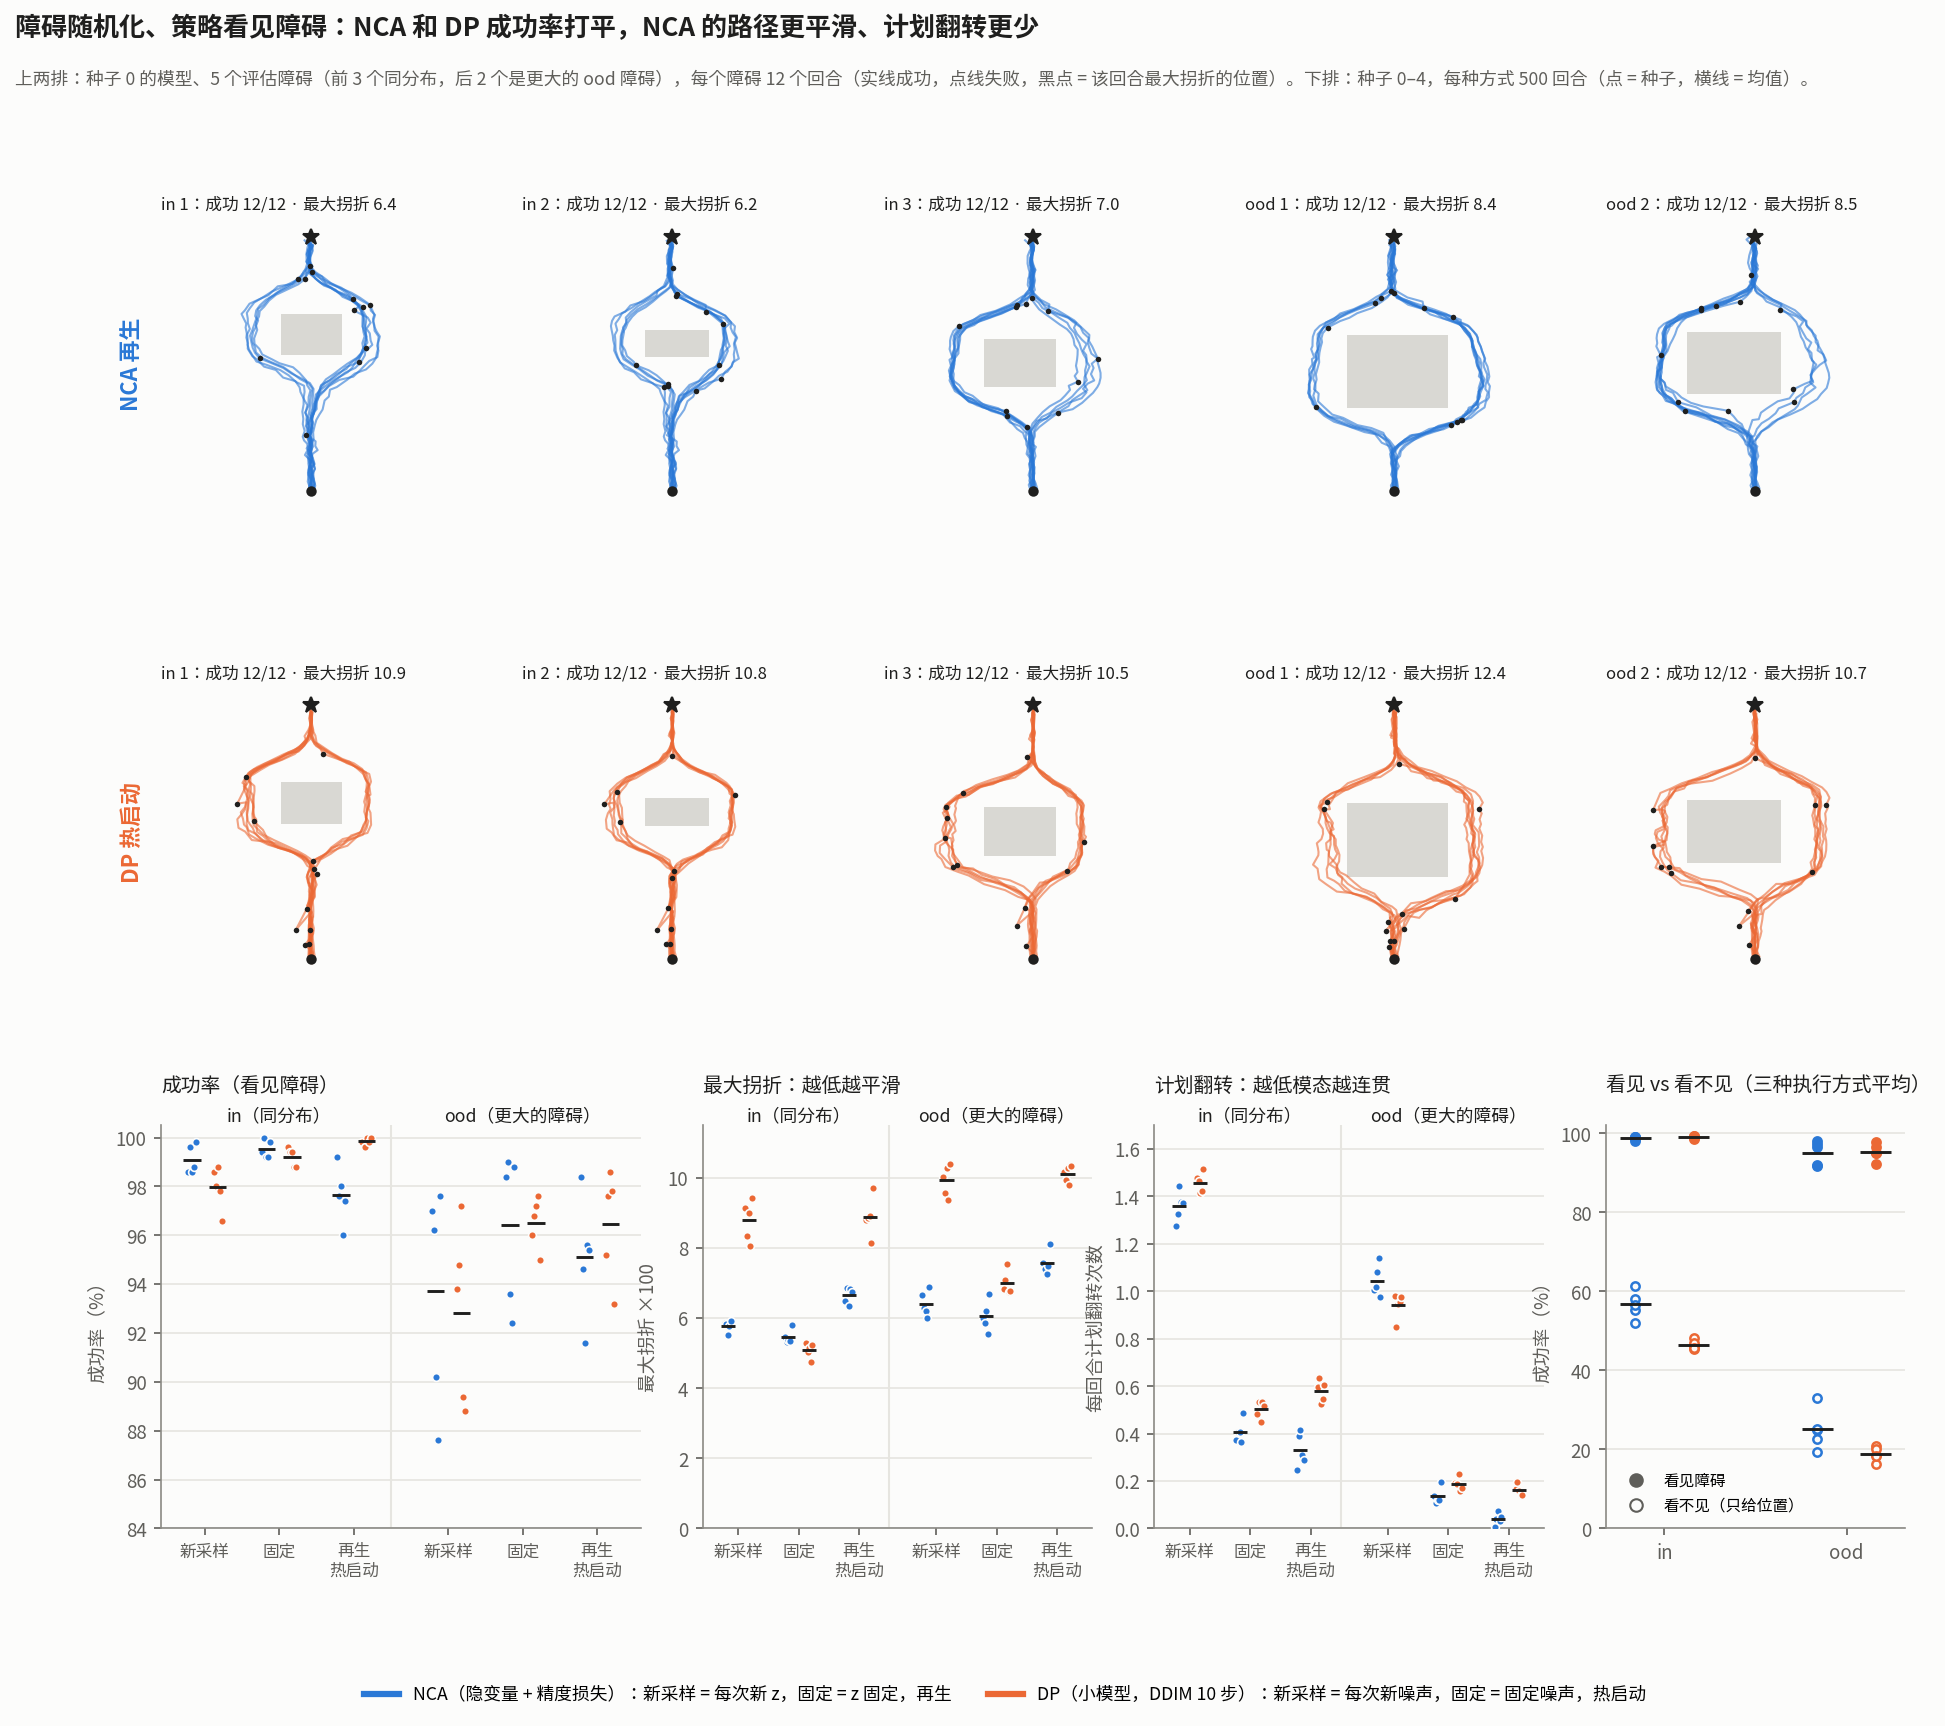 障碍随机化、策略看见障碍：NCA 和 DP 成功率打平，NCA 的路径更平滑、计划翻转更少
上两排：种子 0 的模型、5 个评估障碍（前 3 个同分布，后 2 个是更大的 ood 障碍），每个障碍 12 个回合（实线成功，点线失败，黑点 = 该回合最大拐折的位置）。下排：种子 0–4，每种方式 500 回合（点 = 种子，横线 = 均值）。
in 1：成功 12/12 · 最大拐折 6.4
in 2：成功 12/12 · 最大拐折 6.2
in 3：成功 12/12 · 最大拐折 7.0
ood 1：成功 12/12 · 最大拐折 8.4
ood 2：成功 12/12 · 最大拐折 8.5
NCA 再生
in 1：成功 12/12 · 最大拐折 10.9
in 2：成功 12/12 · 最大拐折 10.8
in 3：成功 12/12 · 最大拐折 10.5
ood 1：成功 12/12 · 最大拐折 12.4
ood 2：成功 12/12 · 最大拐折 10.7
DP 热启动
成功率（看见障碍）
in（同分布）
ood（更大的障碍）
成功率（%）
100
98
96
94
92
90
88
86
84
新采样
固定
再生
热启动
新采样
固定
再生
热启动
最大拐折：越低越平滑
in（同分布）
ood（更大的障碍）
最大拐折 ×100
10
8
6
4
2
0
新采样
固定
再生
热启动
新采样
固定
再生
热启动
计划翻转：越低模态越连贯
in（同分布）
ood（更大的障碍）
每回合计划翻转次数
1.6
1.4
1.2
1.0
0.8
0.6
0.4
0.2
0.0
新采样
固定
再生
热启动
新采样
固定
再生
热启动
看见 vs 看不见（三种执行方式平均）
成功率（%）
100
80
60
40
20
0
看见障碍
看不见（只给位置）
in
ood
NCA（隐变量 + 精度损失）：新采样 = 每次新 z，固定 = z 固定，再生
DP（小模型，DDIM 10 步）：新采样 = 每次新噪声，固定 = 固定噪声，热启动